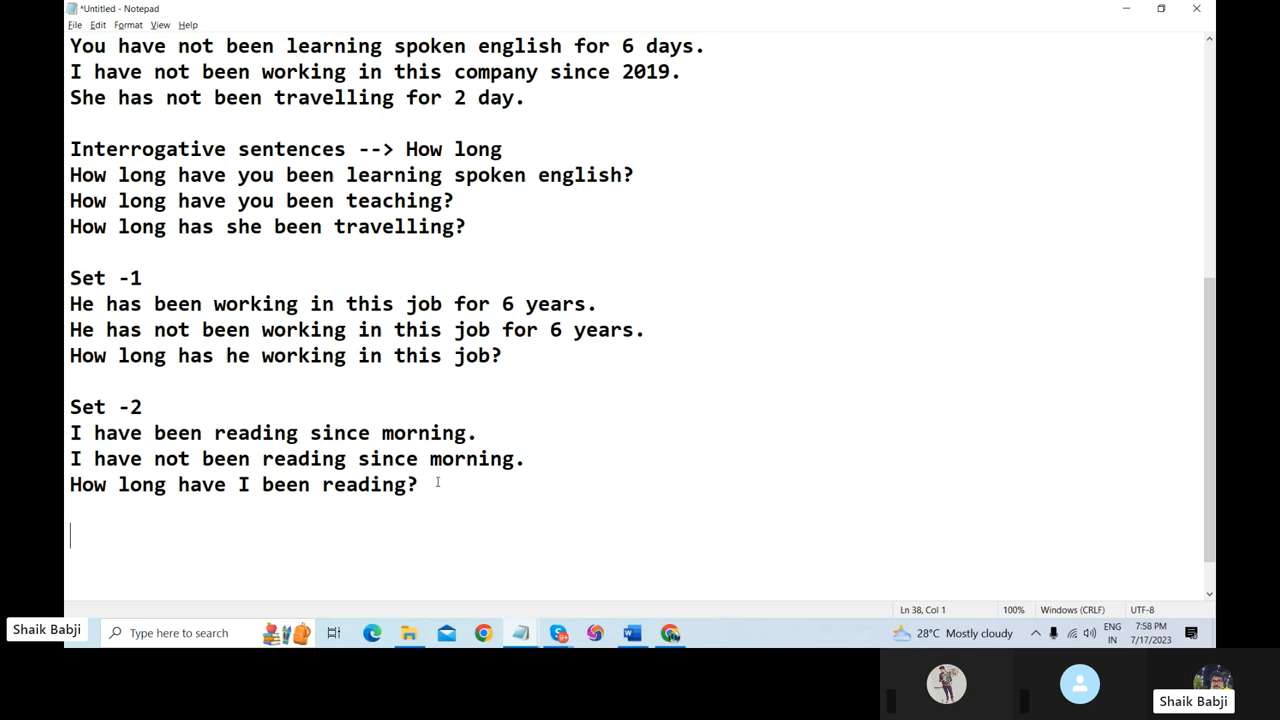 *Untitled - Notepad
File Edit Format View Help
You have not been learning spoken english for 6 days.
I have not been working in this company since 2019.
She has not been travelling for 2 day.
Interrogative sentences --> How long
How long have you been learning spoken english?
How long have you been teaching?
How long has she been travelling?
Set -1
He has been working in this job for 6 years.
He has not been working in this job for 6 years.
How long has he working in this job?
Set -2
I have been reading since morning.
I have not been reading since morning.
How long have I been reading?
Ln 38, Col 1 100% Windows (CRLF) UTF-8
Shaik Babji
Type here to search
28°C Mostly cloudy
ENG
IN
7:58 PM
7/17/2023
Shaik Babji